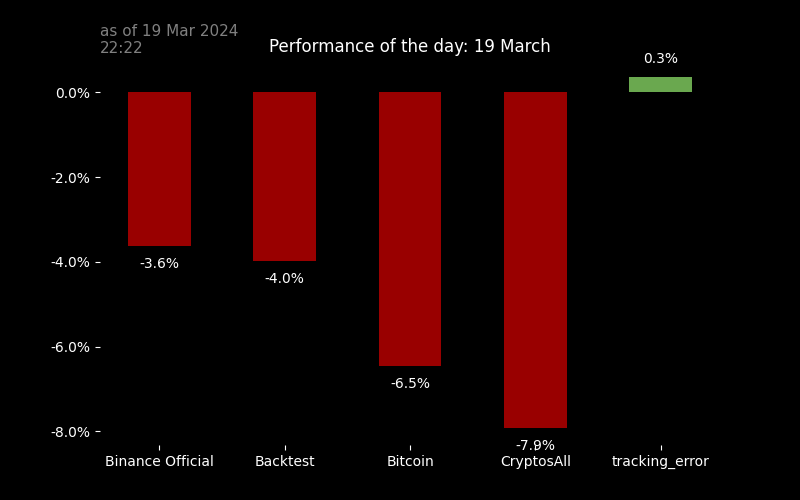 as of 19 Mar 2024
22:22
Performance of the day: 19 March
0.3%
0.0%
-2.0%
-4.0%
-6.0%
-8.0%
-3.6%
-4.0%
-6.5%
-7.9%
Binance Official
Backtest
Bitcoin
CryptosAll
tracking_error